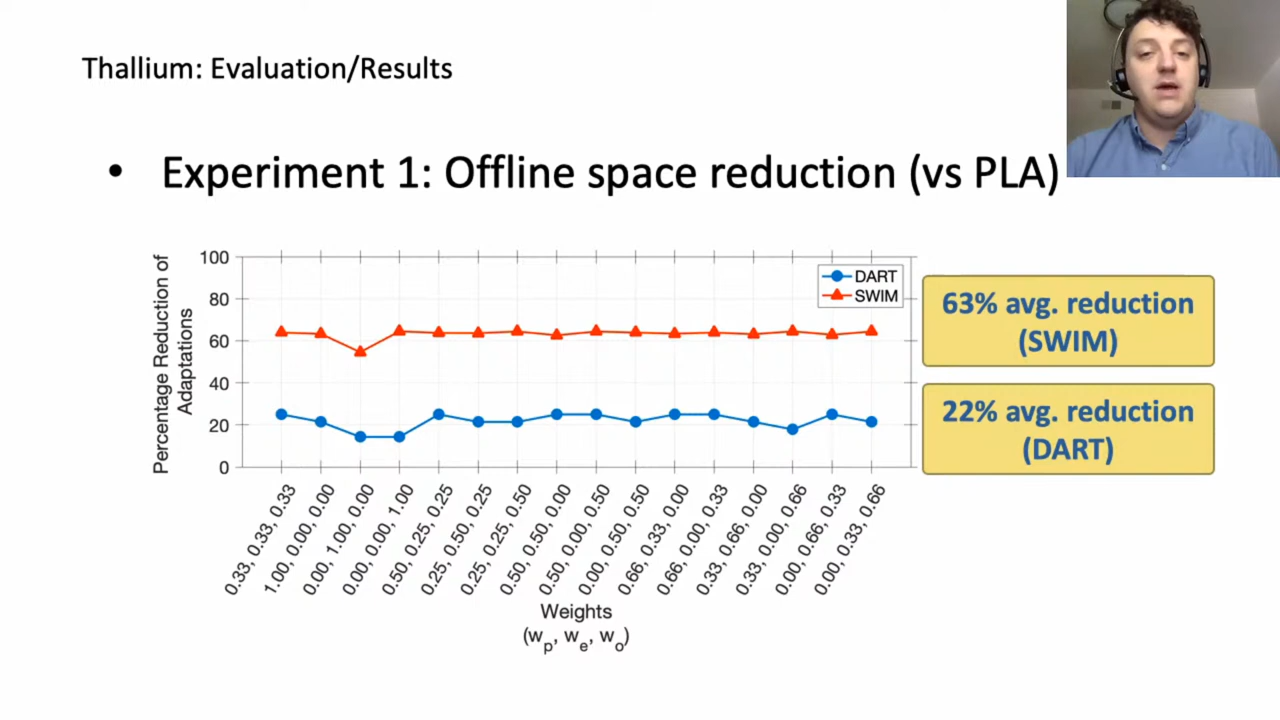 Thallium: Evaluation/Results
• Experiment 1: Offline space reduction (vs PLA)
Percentage Reduction of
Adaptations
100
80
60
40
20
0
DART
SWIM
63% avg. reduction
(SWIM)
22% avg. reduction
(DART)
0.33, 0.33, 0.33
1.00, 0.00, 0.00
0.00, 1.00, 0.00
0.00, 0.00, 1.00
0.50, 0.25, 0.25
0.25, 0.50, 0.25
0.25, 0.25, 0.50
0.50, 0.50, 0.00
0.50, 0.00, 0.50
0.00, 0.50, 0.50
0.66, 0.33, 0.00
0.66, 0.00, 0.33
0.33, 0.66, 0.00
0.33, 0.00, 0.66
0.00, 0.66, 0.33
0.00, 0.33, 0.66
Weights
(wp, we, wo)